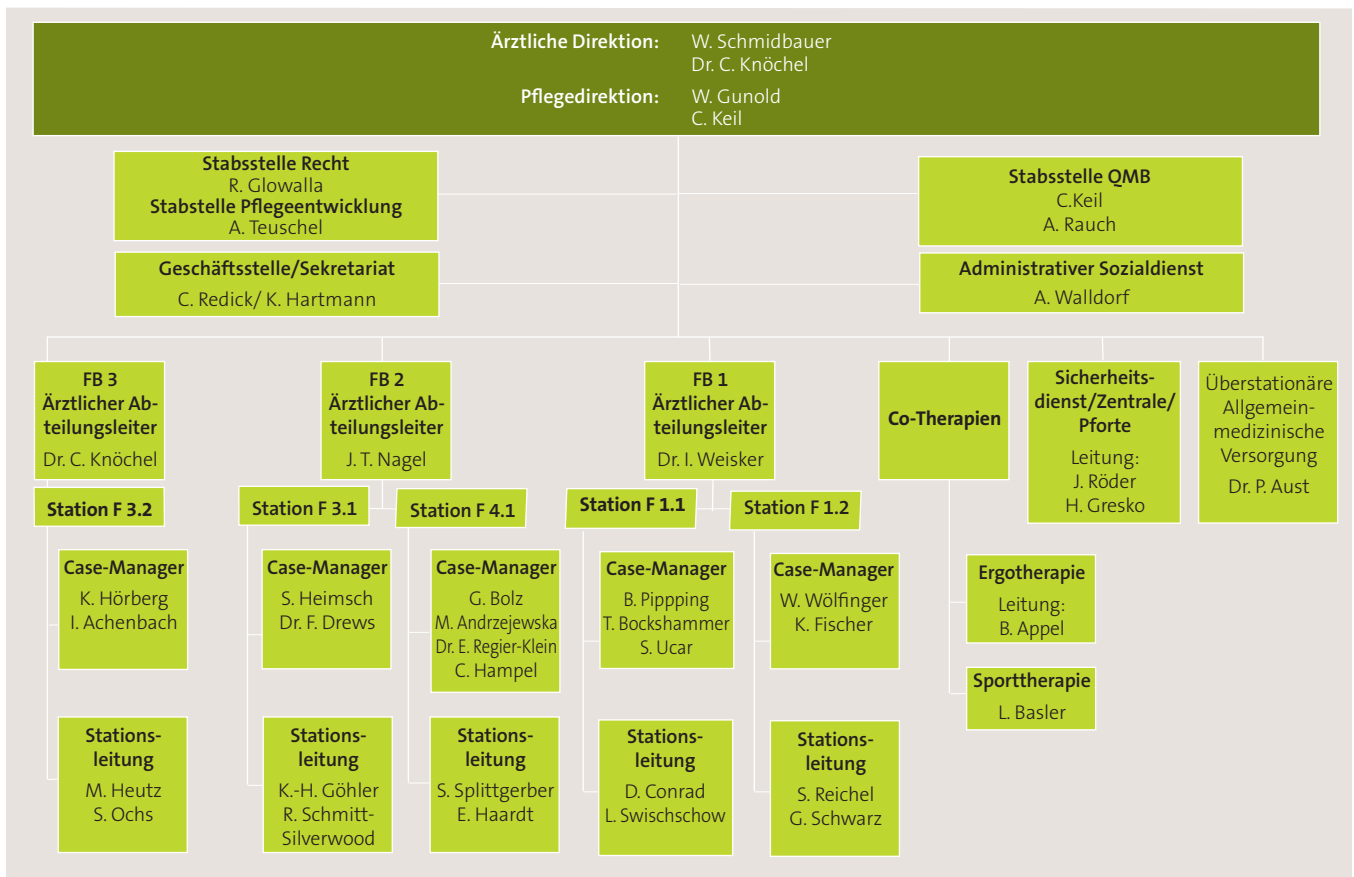 Ärztliche Direktion: W. Schmidbauer
Dr. C. Knöchel
Pflegedirektion: W. Gunold
C. Keil
Stabsstelle Recht
R. Glowalla
Stabstelle Pflegeentwicklung
A. Teuschel
Stabsstelle QMB
C.Keil
A. Rauch
Geschäftsstelle/Sekretariat
C. Redick/ K. Hartmann
Administrativer Sozialdienst
A. Walldorf
FB 3
Ärztlicher Ab-
teilungsleiter
Dr. C. Knöchel
FB 2
Ärztlicher Ab-
teilungsleiter
J. T. Nagel
FB 1
Ärztlicher Ab-
teilungsleiter
Dr. I. Weisker
Co-Therapien
Sicherheits-
dienst/Zentrale/
Pforte
Leitung:
J. Röder
H. Gresko
Überstationäre
Allgemein-
medizinische
Versorgung
Dr. P. Aust
Station F 3.2
Station F 3.1
Station F 4.1
Station F 1.1
Station F 1.2
Case-Manager
K. Hörberg
I. Achenbach
Case-Manager
S. Heimsch
Dr. F. Drews
Case-Manager
G. Bolz
M. Andrzejewska
Dr. E. Regier-Klein
C. Hampel
Case-Manager
B. Pippping
T. Bockshammer
S. Ucar
Case-Manager
W. Wölfinger
K. Fischer
Ergotherapie
Leitung:
B. Appel
Sporttherapie
L. Basler
Stations-
leitung
M. Heutz
S. Ochs
Stations-
leitung
K.-H. Göhler
R. Schmitt-
Silverwood
Stations-
leitung
S. Splittgerber
E. Haardt
Stations-
leitung
D. Conrad
L. Swischschow
Stations-
leitung
S. Reichel
G. Schwarz